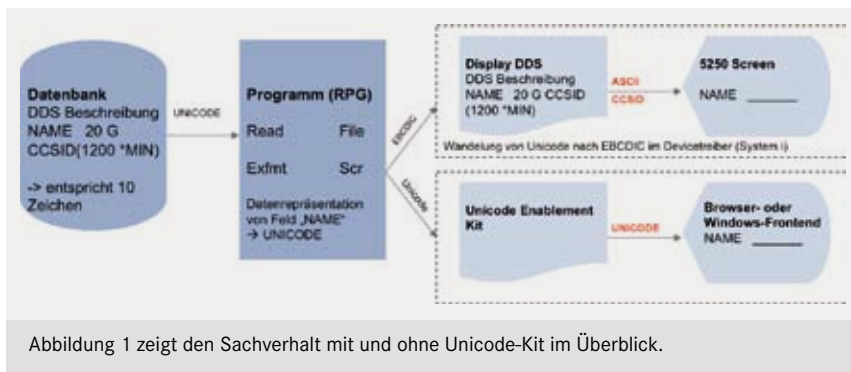 Datenbank
DDS Beschreibung
NAME 20 G
CCSID(1200 *MIN)
-> entspricht 10
Zeichen
UNICODE
Programm (RPG)
Read File
Exfmt Scr
Datenrepräsentation
von Feld „NAME"
→ UNICODE
EBCDIC
Unicode
Display DDS
DDS Beschreibung
NAME 20 G CCSID
(1200 *MIN)
ASCII
CCSID
5250 Screen
NAME ______
Wandelung von Unicode nach EBCDIC im Devicetreiber (System i)
Unicode Enablement
Kit
UNICODE
Browser- oder
Windows-Frontend
NAME ______
Abbildung 1 zeigt den Sachverhalt mit und ohne Unicode-Kit im Überblick.